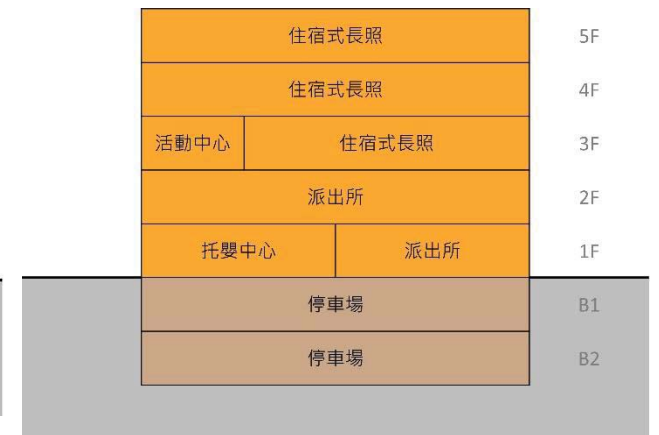 住宿式長照 5F
住宿式長照 4F
活動中心 住宿式長照 3F
派出所 2F
托嬰中心 派出所 1F
停車場 B1
停車場 B2